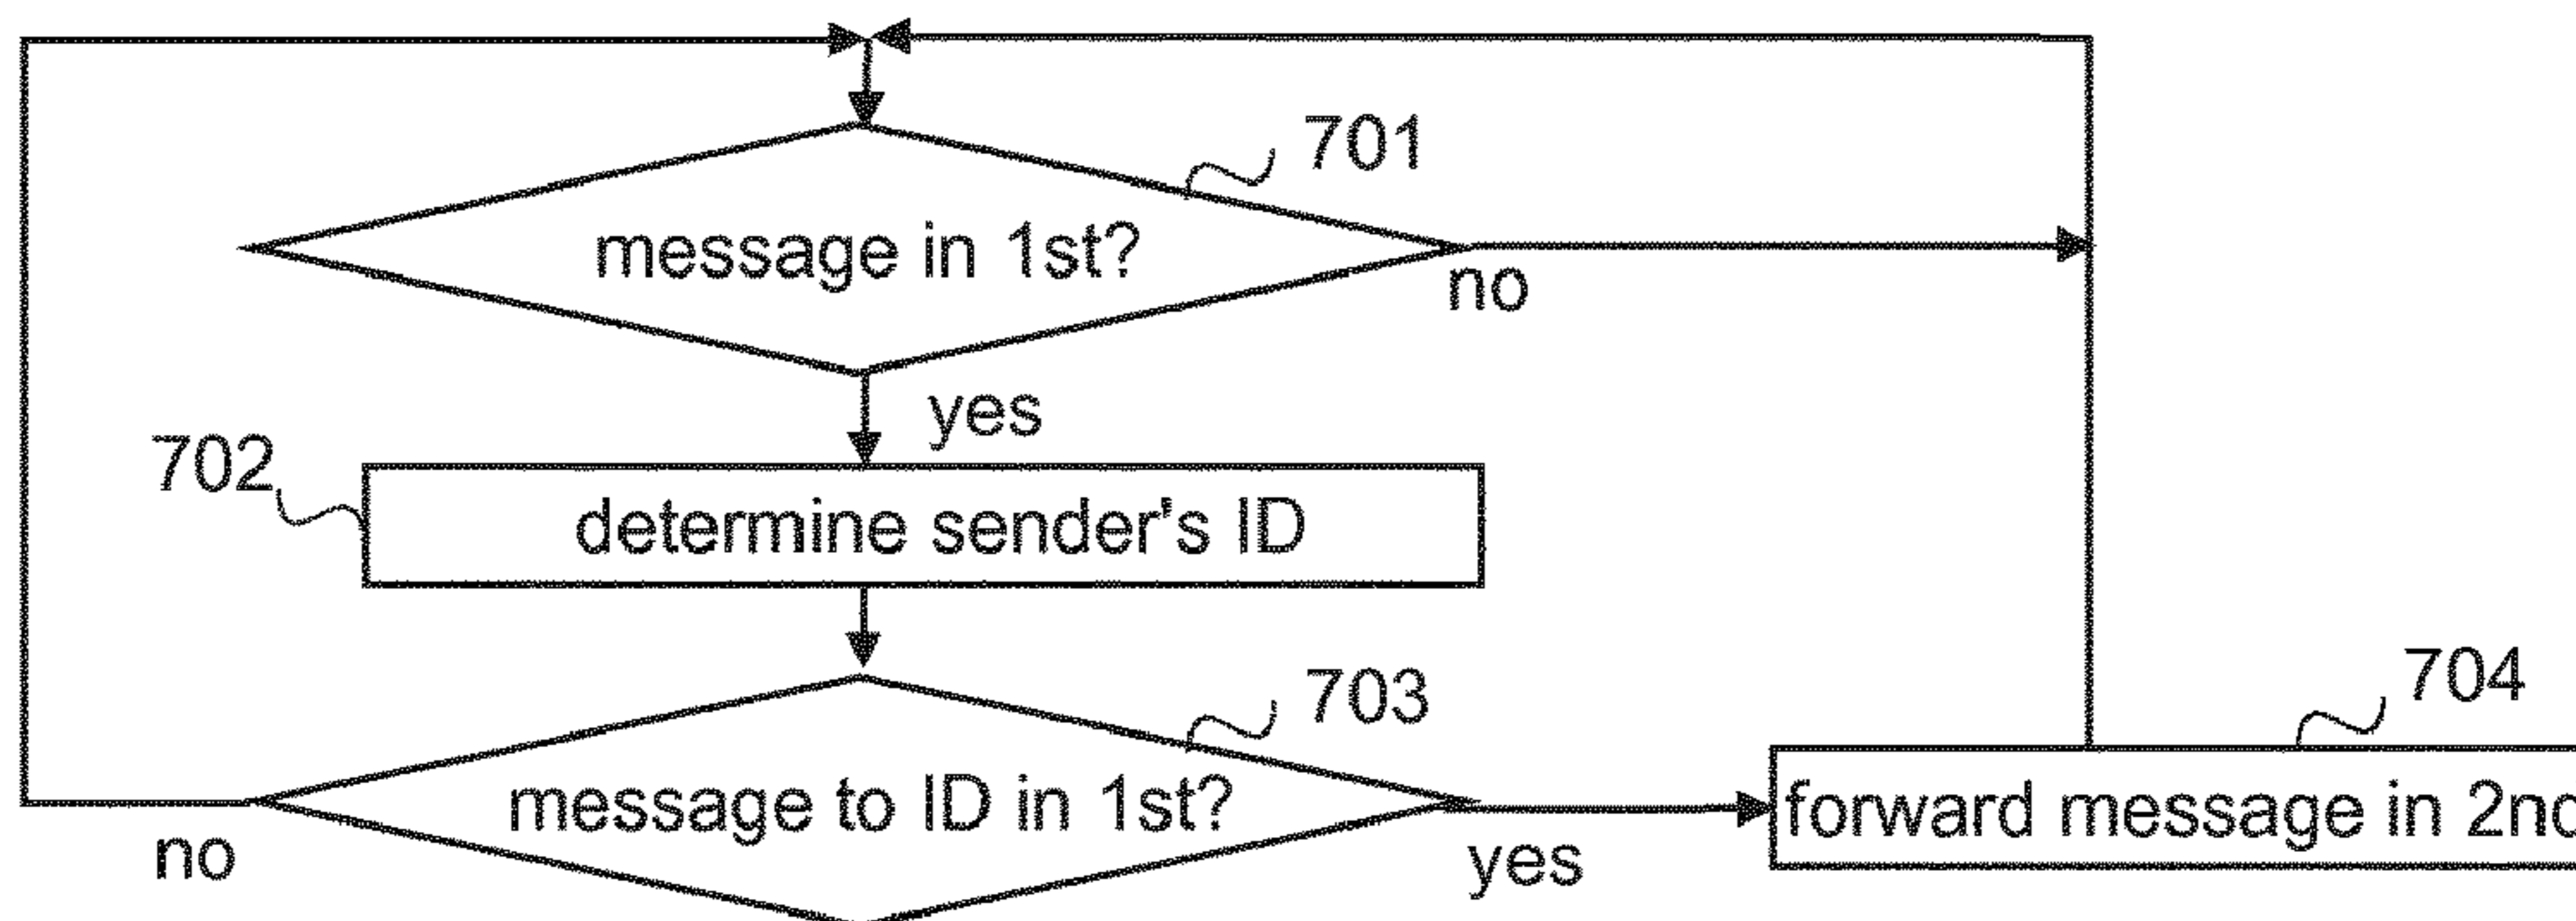 701
message in 1st?
no
yes
702
determine sender's ID
703
704
message to ID in 1st?
forward message in 2nd
no
yes